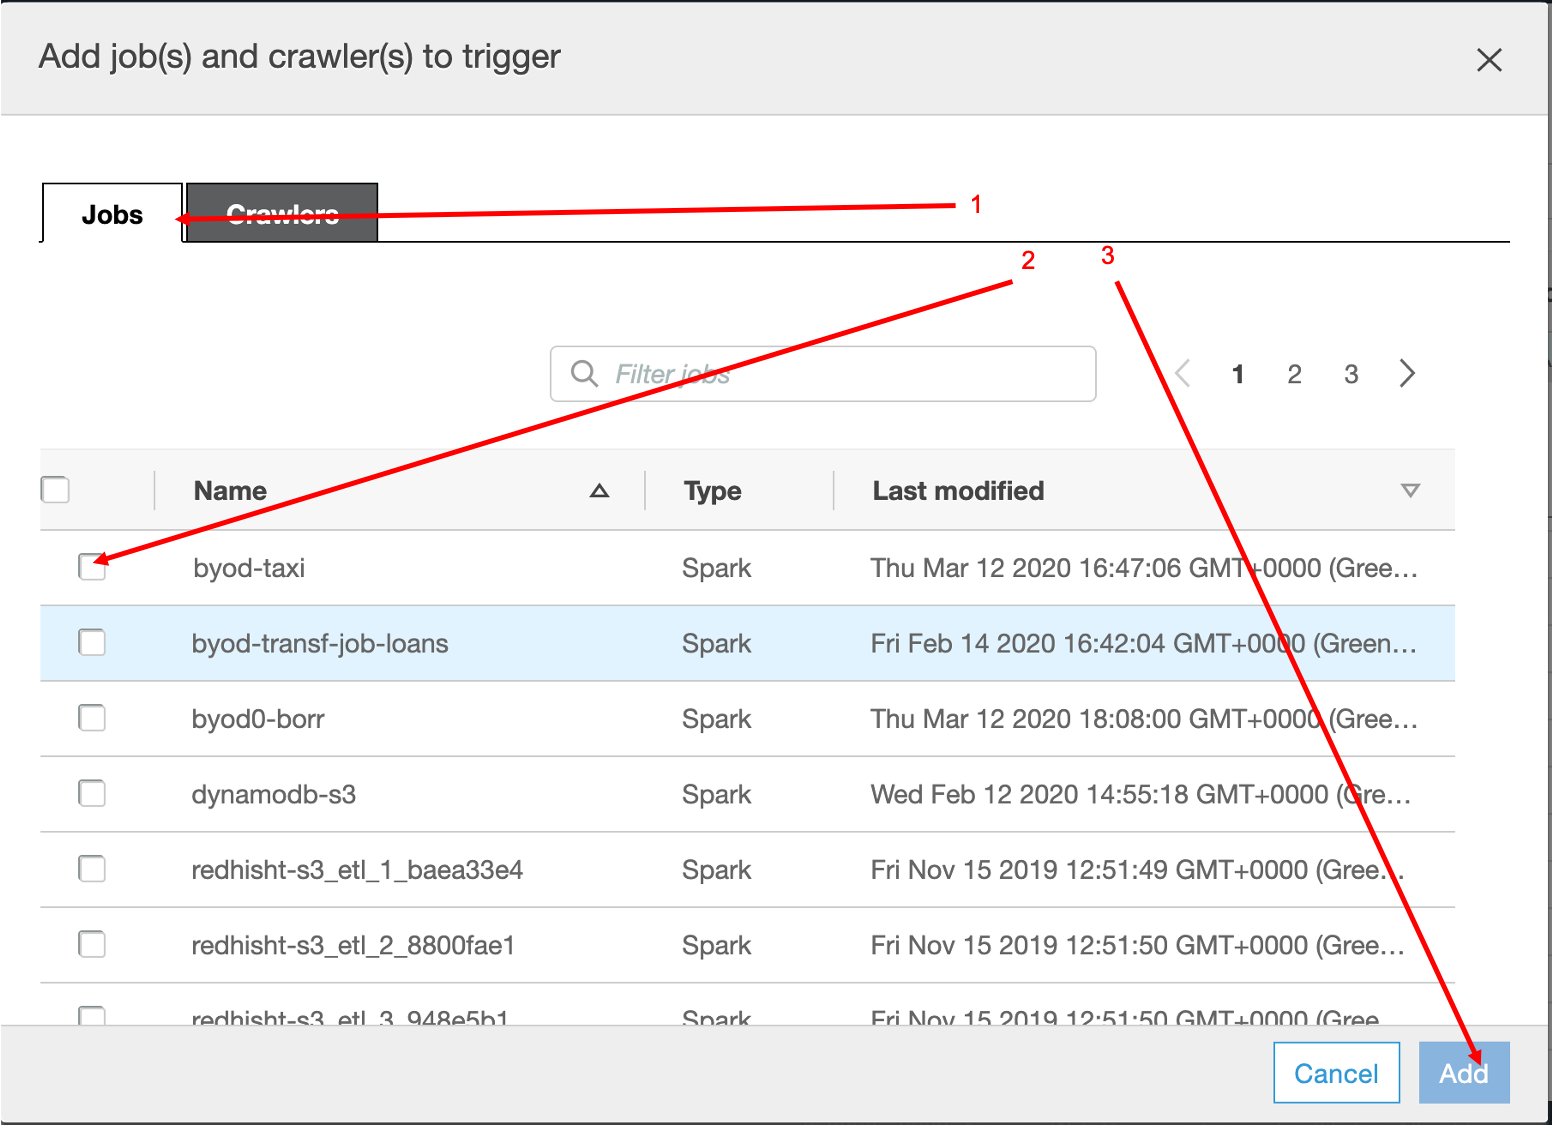 Add job(s) and crawler(s) to trigger
Jobs Crawlers 1
2 3
Filter jobs 1 2 3
Name Type Last modified
byod-taxi Spark Thu Mar 12 2020 16:47:06 GMT+0000 (Gree...
byod-transf-job-loans Spark Fri Feb 14 2020 16:42:04 GMT+0000 (Green...
byod0-borr Spark Thu Mar 12 2020 18:08:00 GMT+0000 (Gree...
dynamodb-s3 Spark Wed Feb 12 2020 14:55:18 GMT+0000 (Gre...
redhisht-s3_etl_1_baea33e4 Spark Fri Nov 15 2019 12:51:49 GMT+0000 (Gree...
redhisht-s3_etl_2_8800fae1 Spark Fri Nov 15 2019 12:51:50 GMT+0000 (Gree...
redhisht-s3_etl_3_948e5b1 Spark Fri Nov 15 2019 12:51:50 GMT+0000 (Gree
Cancel Add